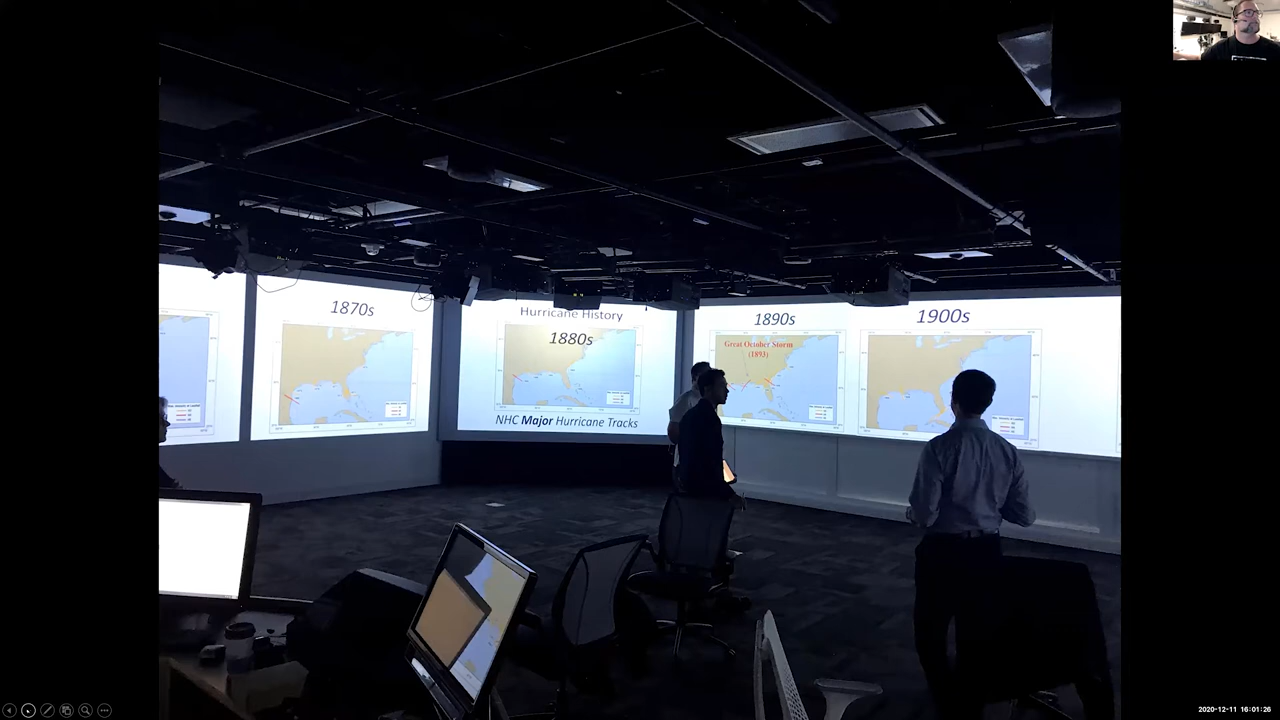 1870s
Hurricane History
1880s
NHC Major Hurricane Tracks
1890s
Great October Storm
(1893)
1900s
2020-12-11 16:01:26